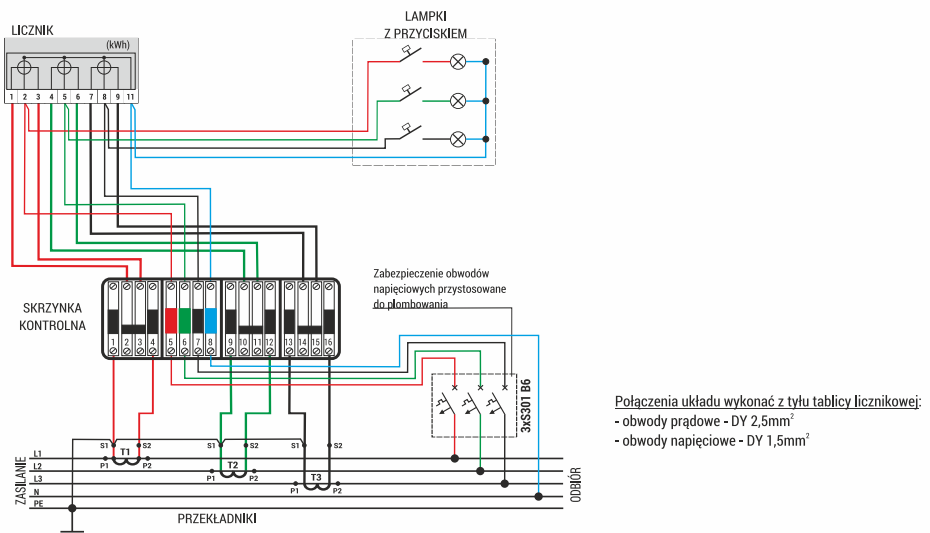 LICZNIK
(kWh)
1 2 3 4 5 6 7 8 9 11
LAMPKI
Z PRZYCISKIEM
SKRZYNKA
KONTROLNA
1 2 3 4 5 6 7 8 9 10 11 12 13 14 15 16
Zabezpieczenie obwodów
napięciowych przystosowane
do plombowania
3xS301 B6
Połączenia układu wykonać z tyłu tablicy licznikowej:
- obwody prądowe - DY 2,5mm²
- obwody napięciowe - DY 1,5mm²
S1 S2 S1 S2 S1 S2
ZASILANIE
L1
L2
L3
N
PE
T1
P1 P2
T2
P1 P2
T3
P1 P2
ODBIÓR
PRZEKŁADNIKI